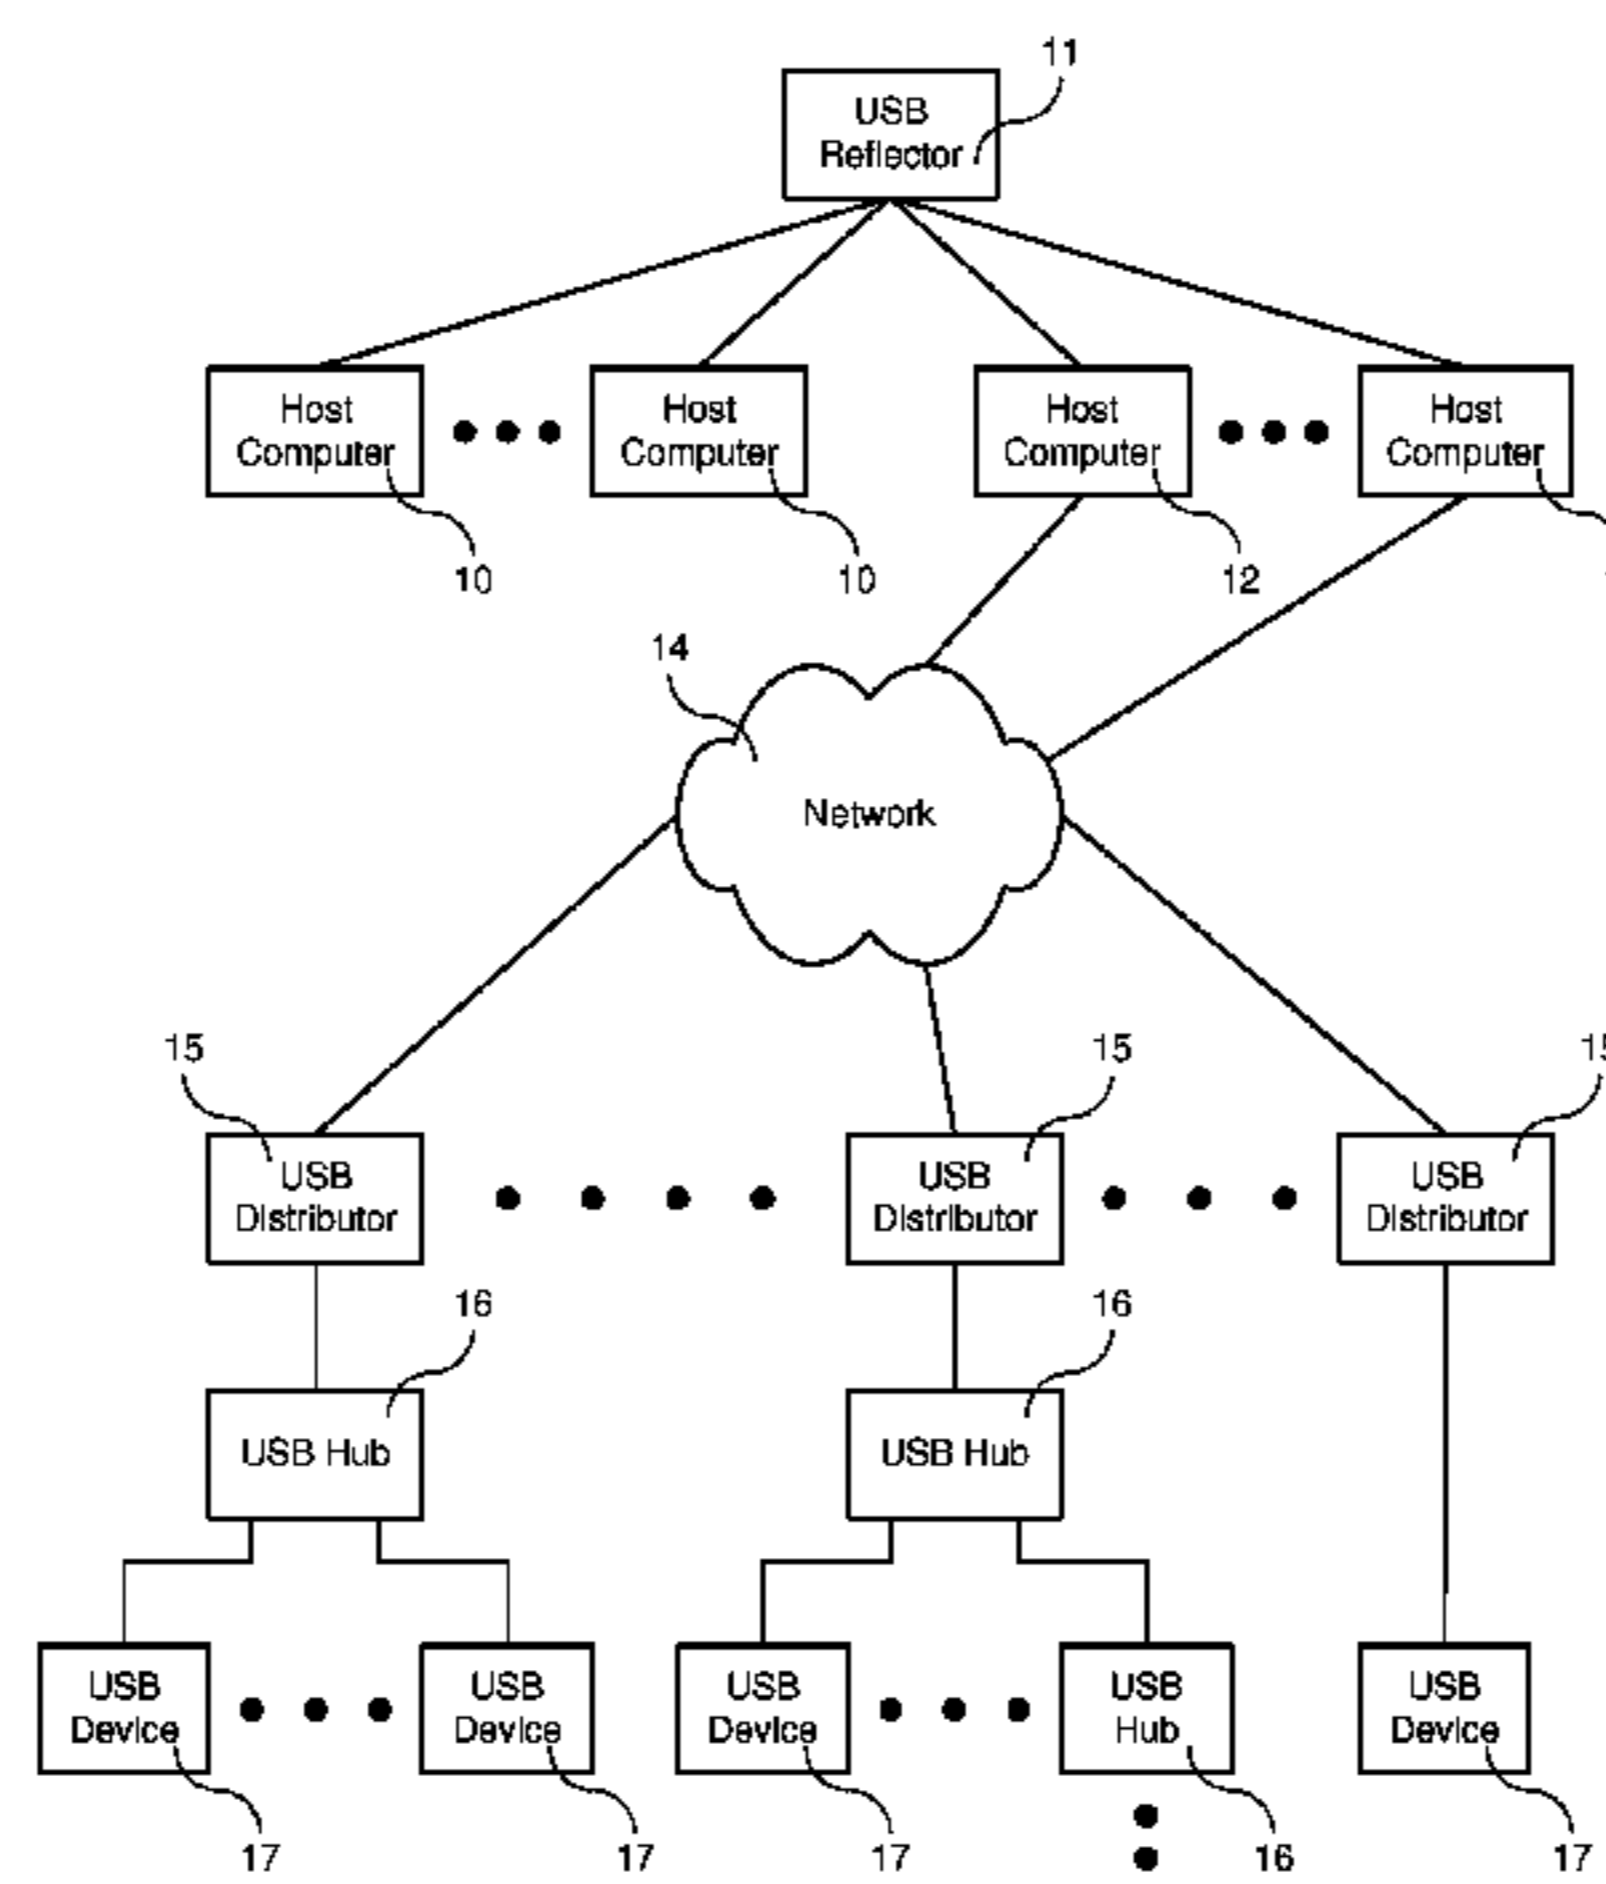 11
USB
Reflector
Host
Computer
Host
Computer
Host
Computer
Host
Computer
10
10
12
14
Network
15
15
15
USB
Distributor
USB
Distributor
USB
Distributor
16
16
USB Hub
USB Hub
USB
Device
USB
Device
USB
Device
USB
Hub
USB
Device
17
17
17
16
17